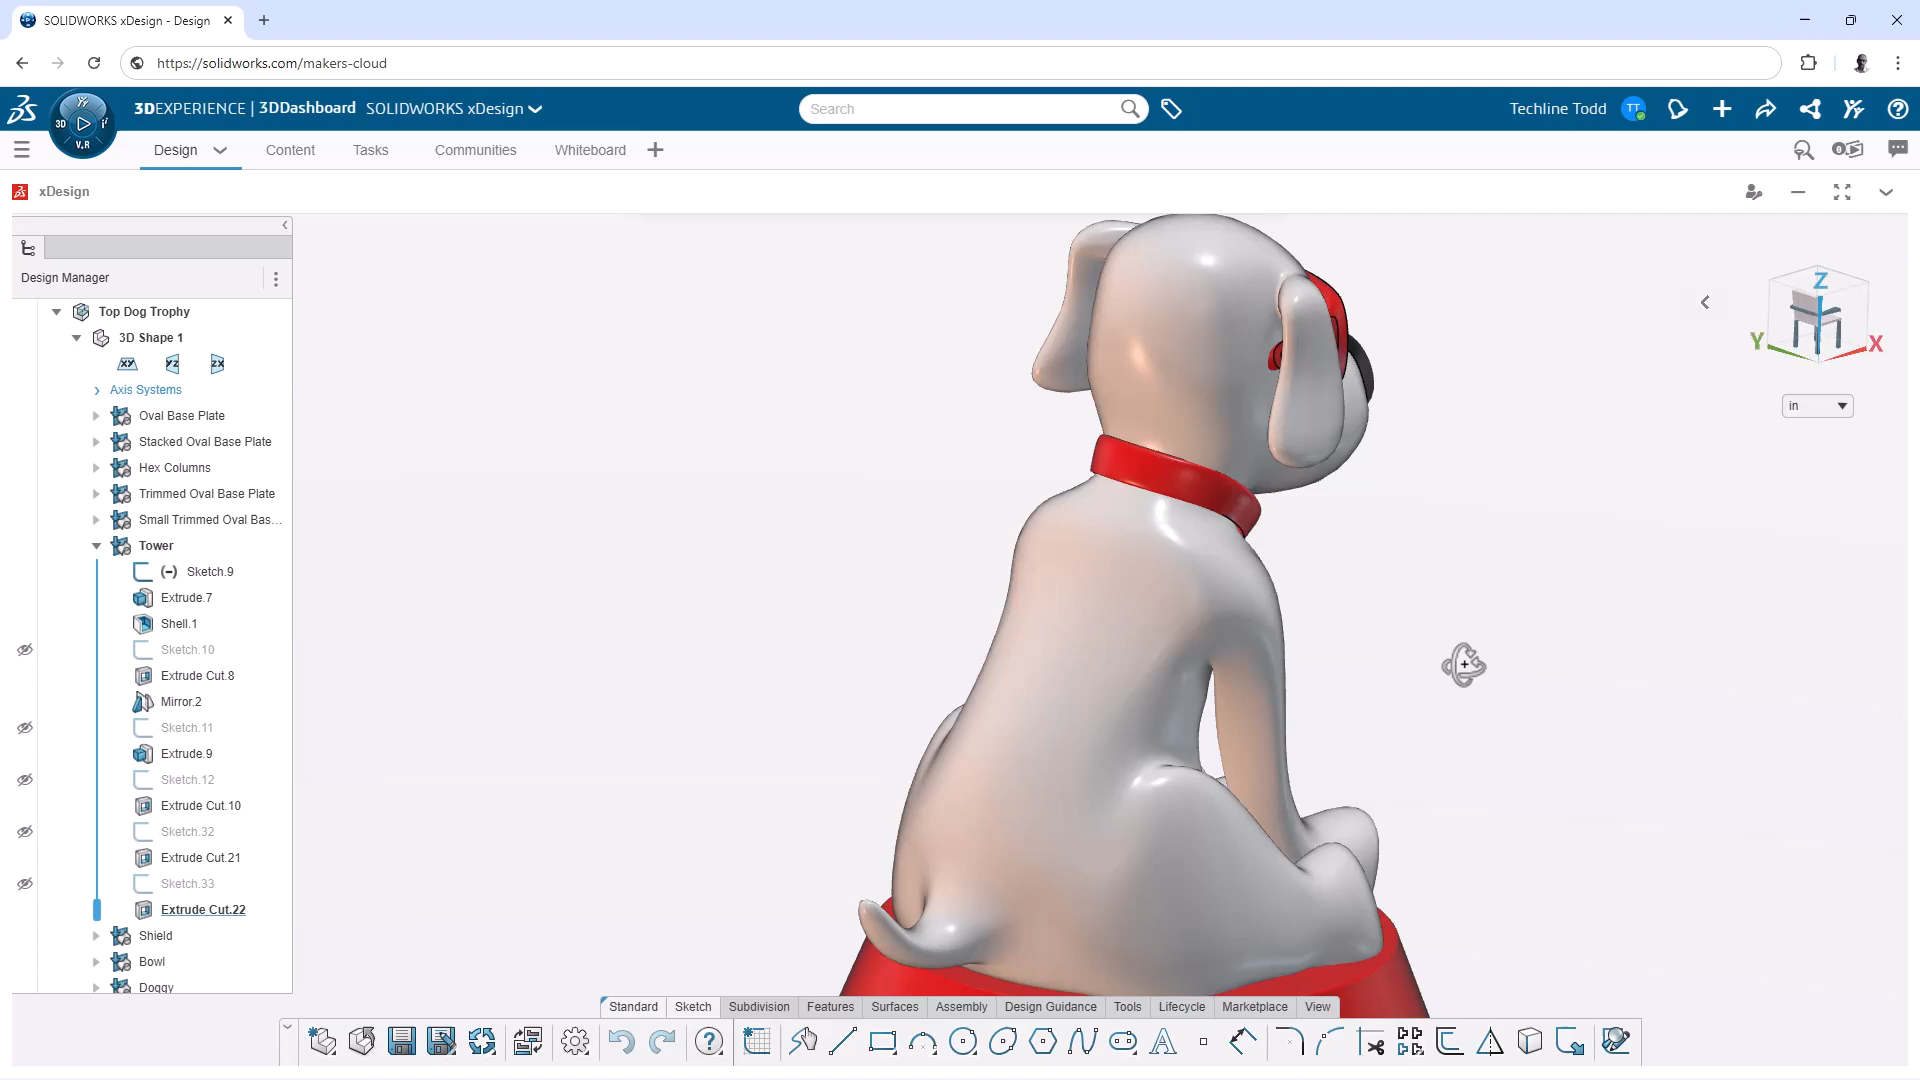 SOLIDWORKS xDesign - Design
https://solidworks.com/makers-cloud
3D
V.R
3DEXPERIENCE | 3DDashboard SOLIDWORKS xDesign
Search
Techline Todd
TT
Design
Content
Tasks
Communities
Whiteboard
0
xDesign
Design Manager
Top Dog Trophy
3D Shape 1
XY
YZ
ZX
Axis Systems
Oval Base Plate
Stacked Oval Base Plate
Hex Columns
Trimmed Oval Base Plate
Small Trimmed Oval Bas...
Tower
(-) Sketch.9
Extrude.7
Shell.1
Sketch.10
Extrude Cut.8
Mirror.2
Sketch.11
Extrude.9
Sketch.12
Extrude Cut.10
Sketch.32
Extrude Cut.21
Sketch.33
Extrude Cut.22
Shield
Bowl
Doggy
Z
Y
X
in
Standard
Sketch
Subdivision
Features
Surfaces
Assembly
Design Guidance
Tools
Lifecycle
Marketplace
View